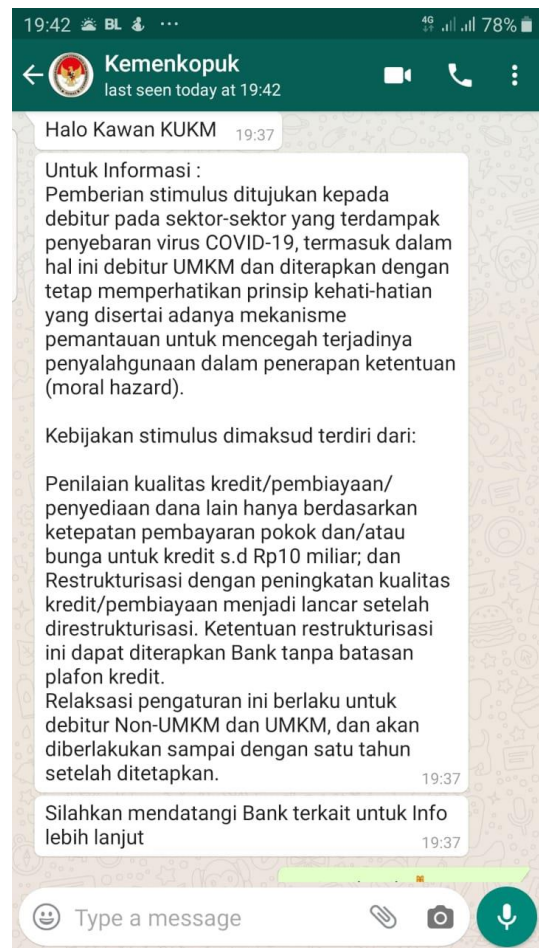 19:42 BL ... 4G 78%
Kemenkopuk
last seen today at 19:42
Halo Kawan KUKM 19:37
Untuk Informasi :
Pemberian stimulus ditujukan kepada
debitur pada sektor-sektor yang terdampak
penyebaran virus COVID-19, termasuk dalam
hal ini debitur UMKM dan diterapkan dengan
tetap memperhatikan prinsip kehati-hatian
yang disertai adanya mekanisme
pemantauan untuk mencegah terjadinya
penyalahgunaan dalam penerapan ketentuan
(moral hazard).
Kebijakan stimulus dimaksud terdiri dari:
Penilaian kualitas kredit/pembiayaan/
penyediaan dana lain hanya berdasarkan
ketepatan pembayaran pokok dan/atau
bunga untuk kredit s.d Rp10 miliar; dan
Restrukturisasi dengan peningkatan kualitas
kredit/pembiayaan menjadi lancar setelah
direstrukturisasi. Ketentuan restrukturisasi
ini dapat diterapkan Bank tanpa batasan
plafon kredit.
Relaksasi pengaturan ini berlaku untuk
debitur Non-UMKM dan UMKM, dan akan
diberlakukan sampai dengan satu tahun
setelah ditetapkan. 19:37
Silahkan mendatangi Bank terkait untuk Info
lebih lanjut 19:37
Type a message